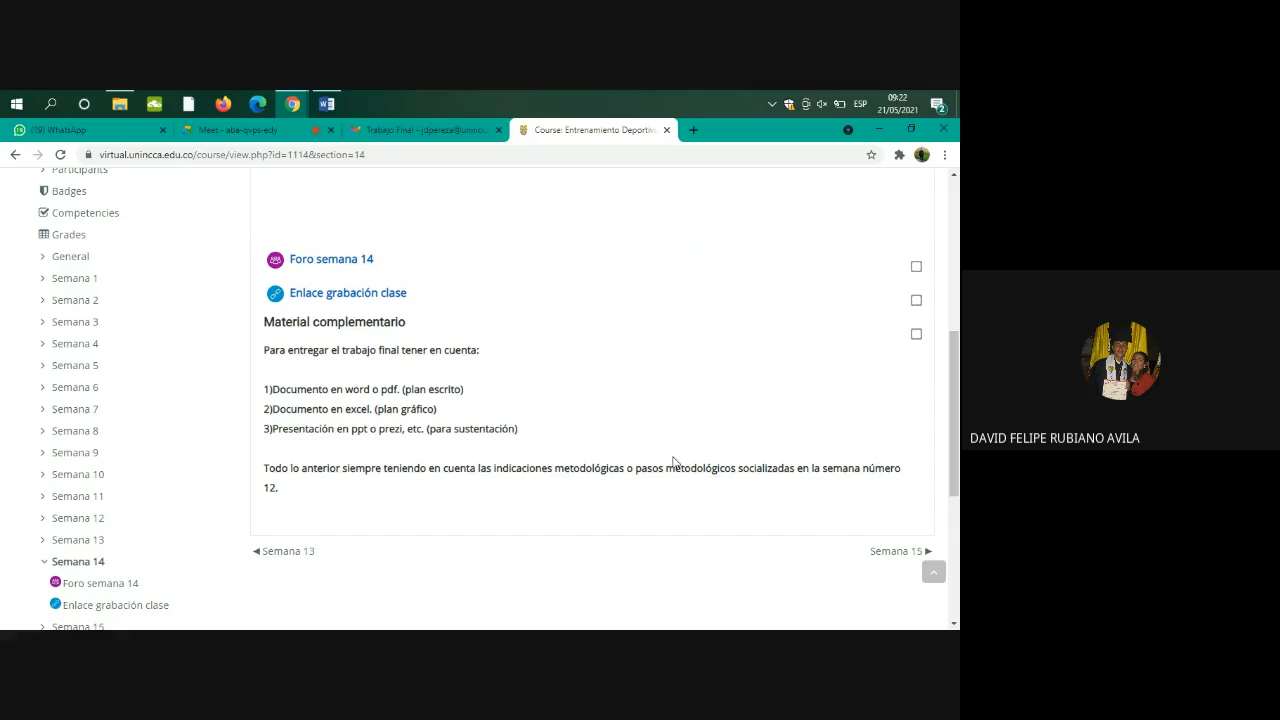 ESP
09:22
21/05/2021
2
(19) WhatsApp
Meet - aba-qvps-edy
Trabajo Final - jdpereza@unincc
Course: Entrenamiento Deportivo
virtual.unincca.edu.co/course/view.php?id=1114&section=14
Participants
Badges
Competencies
Grades
General
Semana 1
Semana 2
Semana 3
Semana 4
Semana 5
Semana 6
Semana 7
Semana 8
Semana 9
Semana 10
Semana 11
Semana 12
Semana 13
Semana 14
Foro semana 14
Enlace grabación clase
Semana 15
Foro semana 14
Enlace grabación clase
Material complementario
Para entregar el trabajo final tener en cuenta:
1)Documento en word o pdf. (plan escrito)
2)Documento en excel. (plan gráfico)
3)Presentación en ppt o prezi, etc. (para sustentación)
Todo lo anterior siempre teniendo en cuenta las indicaciones metodológicas o pasos metodológicos socializadas en la semana número
12.
◀ Semana 13
Semana 15 ▶
DAVID FELIPE RUBIANO AVILA